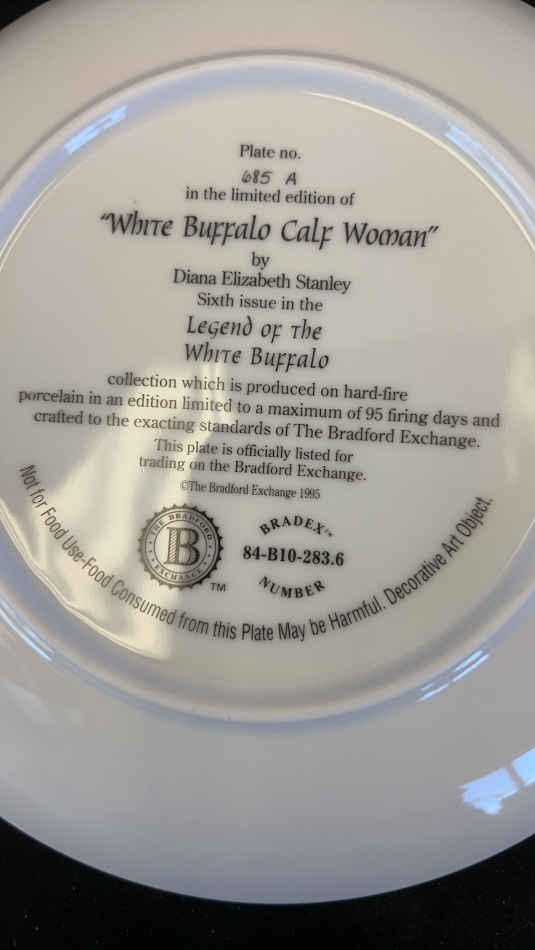 Plate no.
685 A
in the limited edition of
"White Buffalo Calf Woman"
by
Diana Elizabeth Stanley
Sixth issue in the
Legend of the
White Buffalo
collection which is produced on hard-fire
porcelain in an edition limited to a maximum of 95 firing days and
crafted to the exacting standards of The Bradford Exchange.
This plate is officially listed for
trading on the Bradford Exchange.
©The Bradford Exchange 1995
THE BRADFORD
B
EXCHANGE
TM
BRADEX™
84-B10-283.6
NUMBER
Not for Food Use-Food Consumed from this Plate May be Harmful. Decorative Art Object.